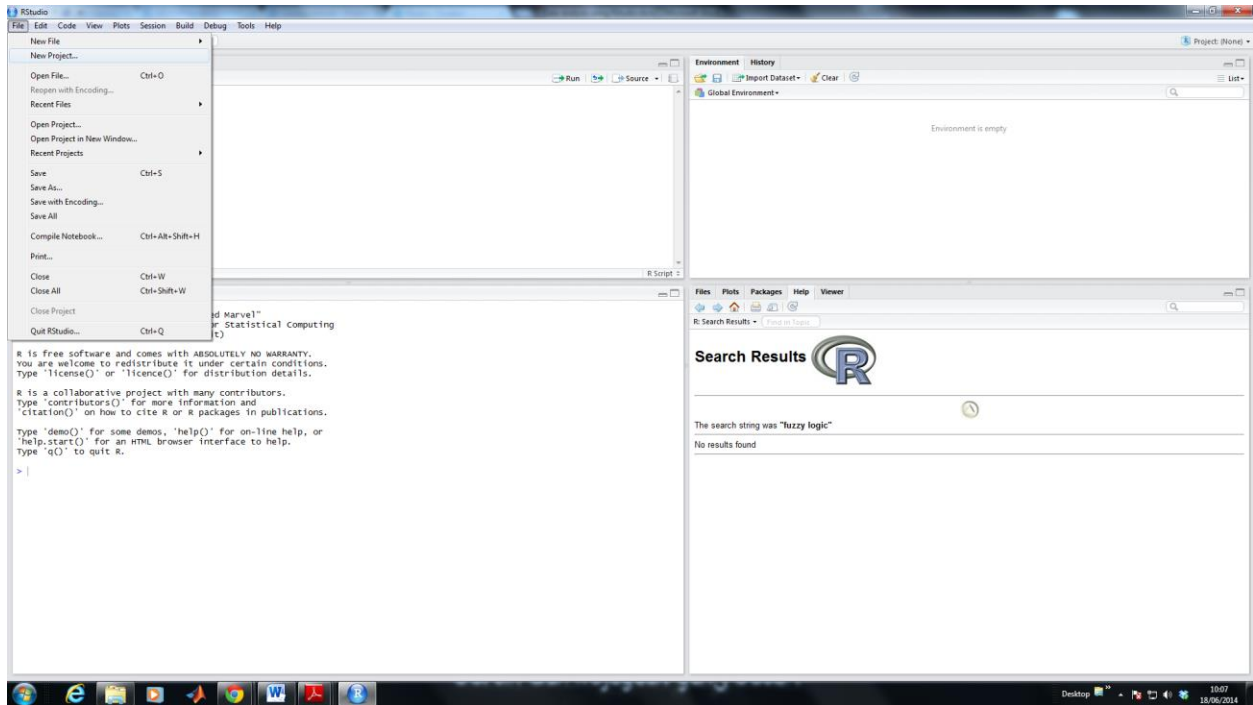 RStudio
File Edit Code View Plots Session Build Debug Tools Help
New File
New Project...
Open File... Ctrl+O
Reopen with Encoding...
Recent Files
Open Project...
Open Project in New Window...
Recent Projects
Save Ctrl+S
Save As...
Save with Encoding...
Save All
Compile Notebook... Ctrl+Alt+Shift+H
Print...
Close Ctrl+W
Close All Ctrl+Shift+W
Close Project
Quit RStudio... Ctrl+Q
Project: (None)
Run Source
R Script
Marvel"
Statistical Computing
R is free software and comes with ABSOLUTELY NO WARRANTY.
You are welcome to redistribute it under certain conditions.
Type 'license()' or 'licence()' for distribution details.
R is a collaborative project with many contributors.
Type 'contributors()' for more information and
'citation()' on how to cite R or R packages in publications.
Type 'demo()' for some demos, 'help()' for on-line help, or
'help.start()' for an HTML browser interface to help.
Type 'q()' to quit R.
>
Environment History
Import Dataset Clear
List
Global Environment
Environment is empty
Files Plots Packages Help Viewer
R: Search Results Find in Topic
Search Results R
The search string was "fuzzy logic"
No results found
Desktop
10:07
18/06/2014